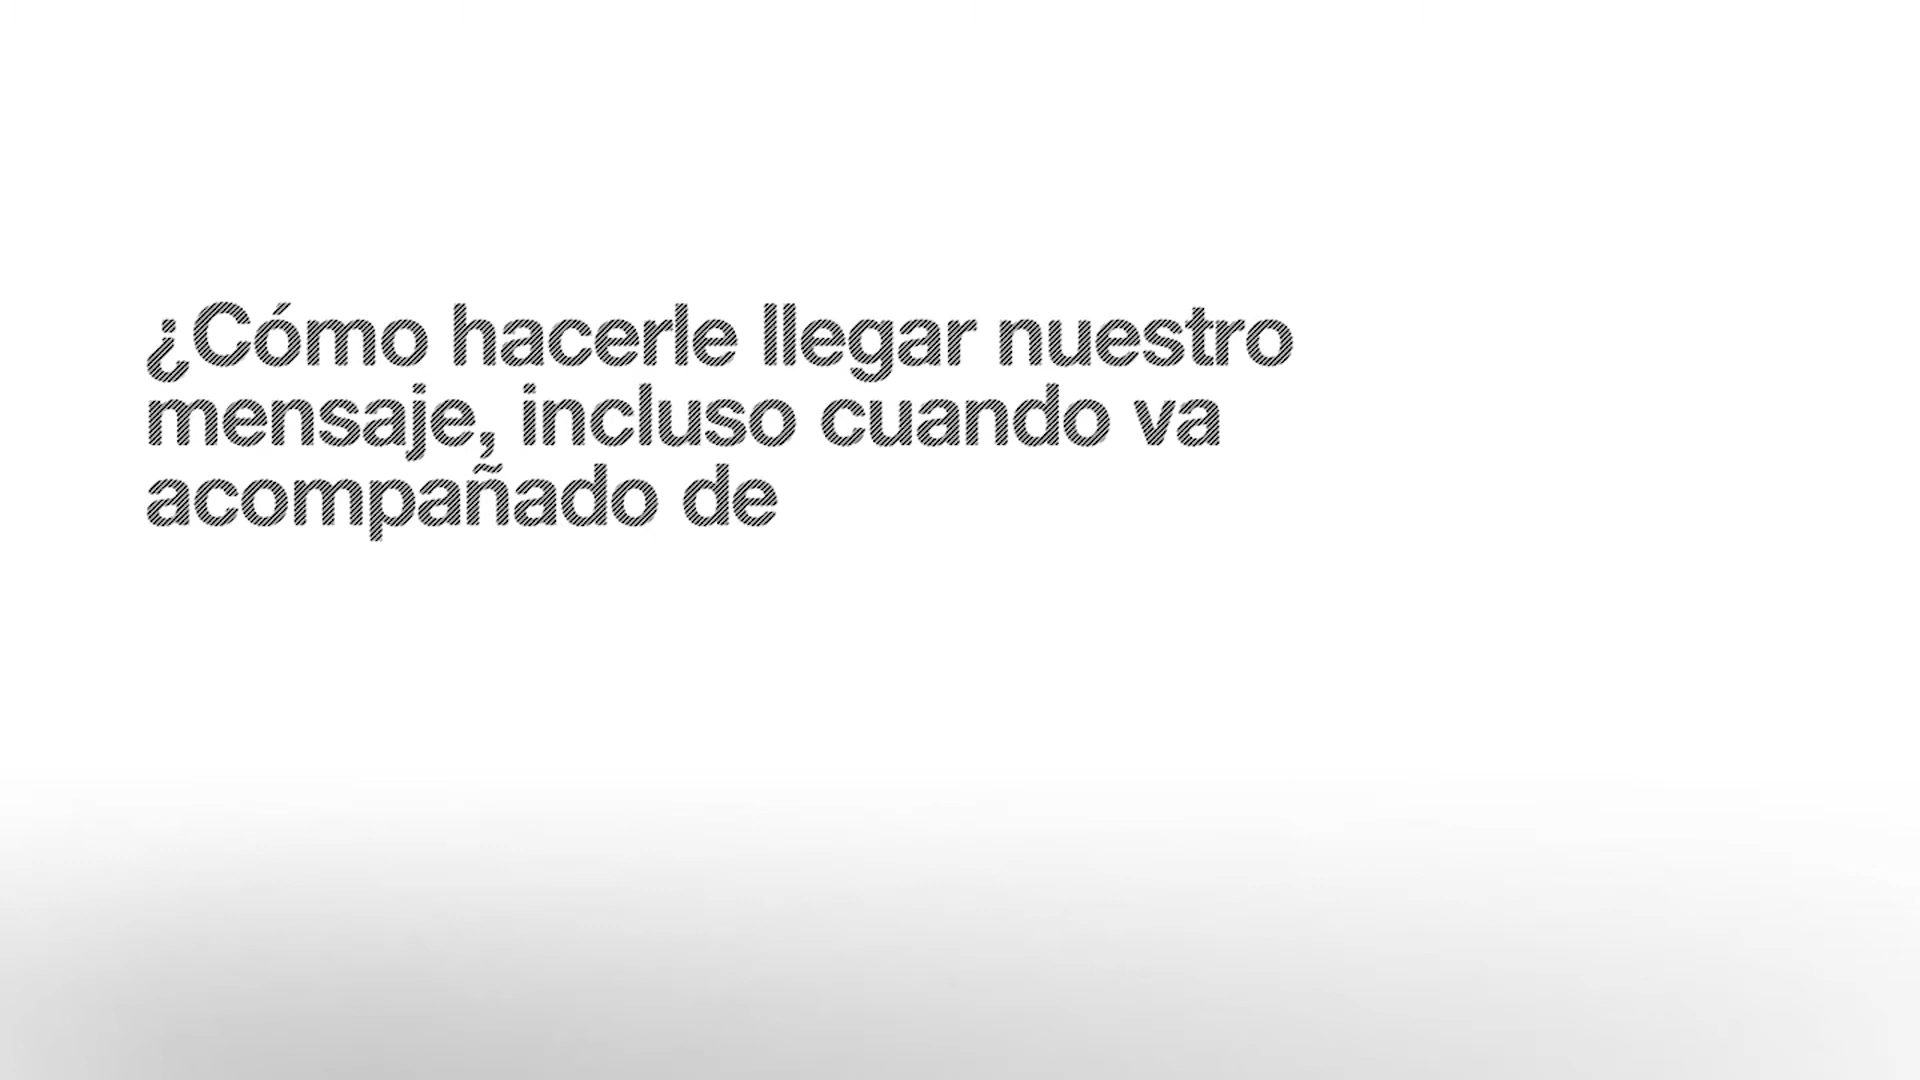 ¿Cómo hacerle llegar nuestro
mensaje, incluso cuando va
acompañado de